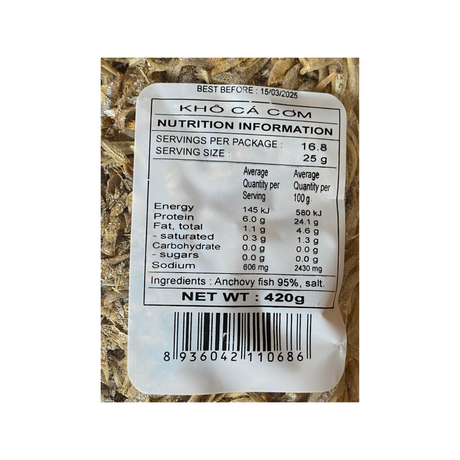 BEST BEFORE : 15/03/2025
KHÔ CÁ CƠM
NUTRITION INFORMATION
SERVINGS PER PACKAGE : 16.8
SERVING SIZE : 25 g
Average Quantity per Serving Average Quantity per 100 g
Energy 145 kJ 580 kJ
Protein 6.0 g 24.1 g
Fat, total 1.1 g 4.6 g
- saturated 0.3 g 1.3 g
Carbohydrate 0.0 g 0.0 g
- sugars 0.0 g 0.0 g
Sodium 606 mg 2430 mg
Ingredients : Anchovy fish 95%, salt.
NET WT : 420g
8 936042 110686